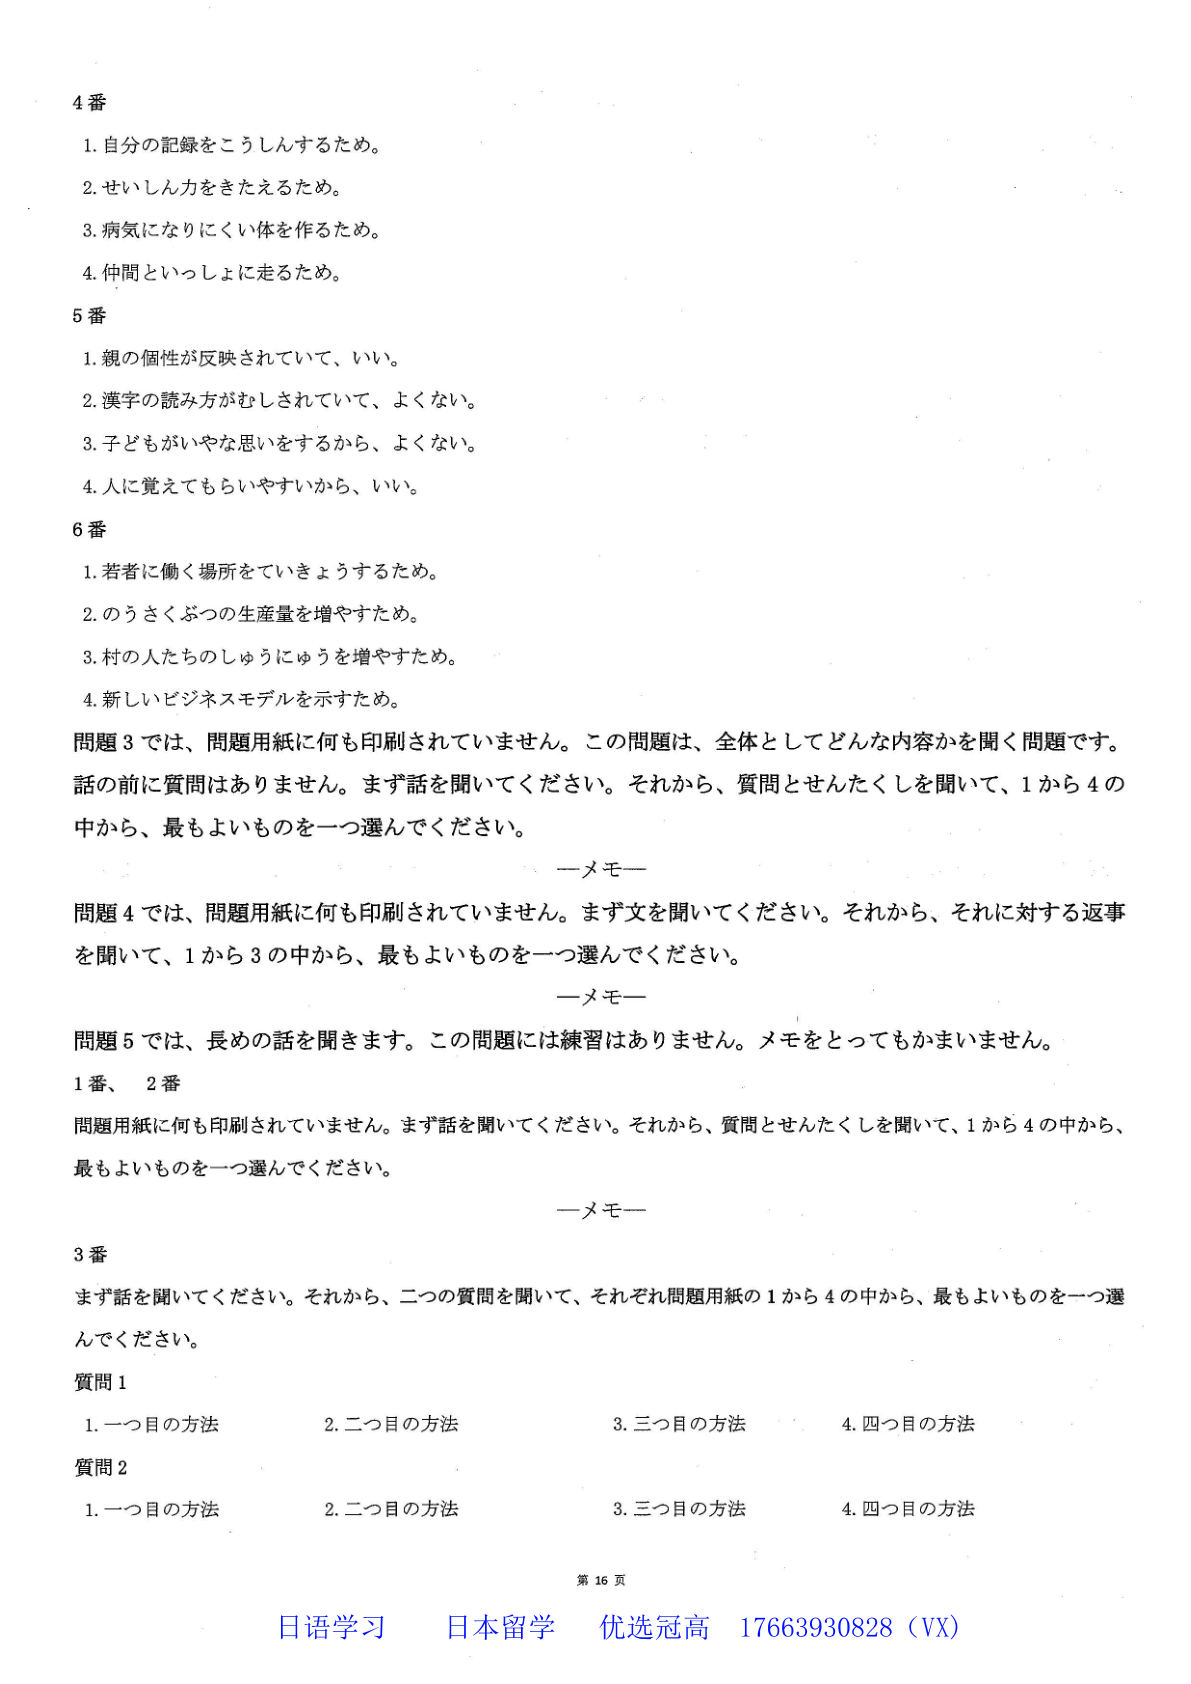 4番
1. 自分の記録をこうしんするため。
2. せいしん力をきたえるため。
3. 病気になりにくい体を作るため。
4. 仲間といっしょに走るため。
5番
1. 親の個性が反映されていて、いい。
2. 漢字の読み方がむしされていて、よくない。
3. 子どもがいやな思いをするから、よくない。
4. 人に覚えてもらいやすいから、いい。
6番
1. 若者に働く場所をていきょうするため。
2. のうさくぶつの生産量を増やすため。
3. 村の人たちのしゅうにゅうを増やすため。
4. 新しいビジネスモデルを示すため。
問題3では、問題用紙に何も印刷されていません。この問題は、全体としてどんな内容かを聞く問題です。
話の前に質問はありません。まず話を聞いてください。それから、質問とせんたくしを聞いて、1から4の
中から、最もよいものを一つ選んでください。
―メモ―
問題4では、問題用紙に何も印刷されていません。まず文を聞いてください。それから、それに対する返事
を聞いて、1から3の中から、最もよいものを一つ選んでください。
―メモ―
問題5では、長めの話を聞きます。この問題には練習はありません。メモをとってもかまいません。
1番、 2番
問題用紙に何も印刷されていません。まず話を聞いてください。それから、質問とせんたくしを聞いて、1から4の中から、
最もよいものを一つ選んでください。
―メモ―
3番
まず話を聞いてください。それから、二つの質問を聞いて、それぞれ問題用紙の1から4の中から、最もよいものを一つ選
んでください。
質問1
1. 一つ目の方法 2. 二つ目の方法 3. 三つ目の方法 4. 四つ目の方法
質問2
1. 一つ目の方法 2. 二つ目の方法 3. 三つ目の方法 4. 四つ目の方法
第 16 页
日语学习 日本留学 优选冠高 17663930828（VX）